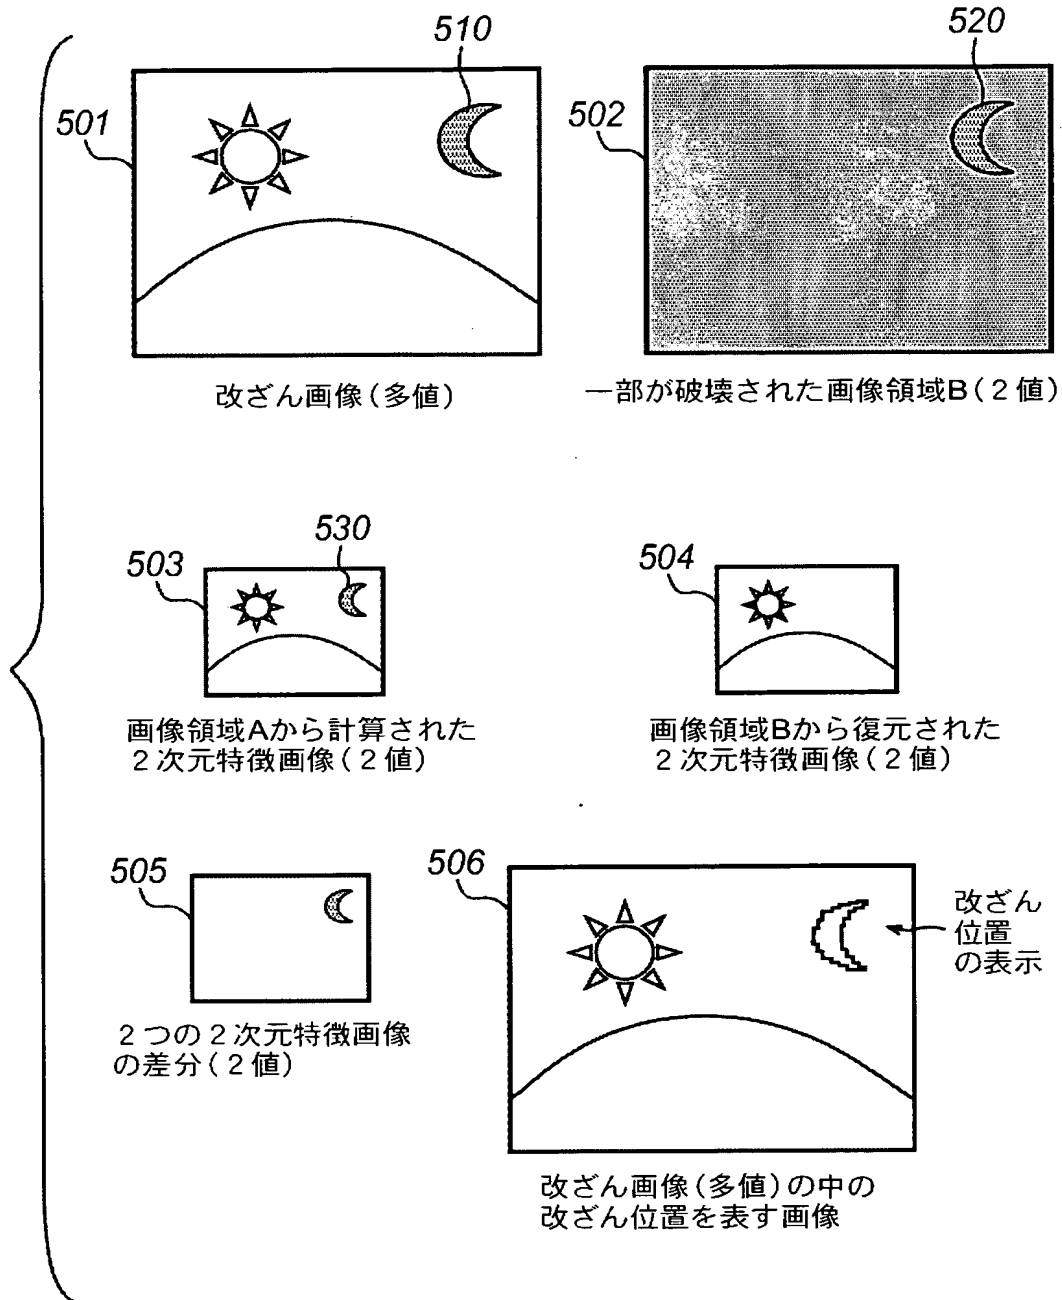 510
520
501
502
改ざん画像(多値)
一部が破壊された画像領域B(2値)
530
503
504
画像領域Aから計算された
2次元特徴画像(2値)
画像領域Bから復元された
2次元特徴画像(2値)
505
506
改ざん
位置
の表示
2つの2次元特徴画像
の差分(2値)
改ざん画像(多値)の中の
改ざん位置を表す画像